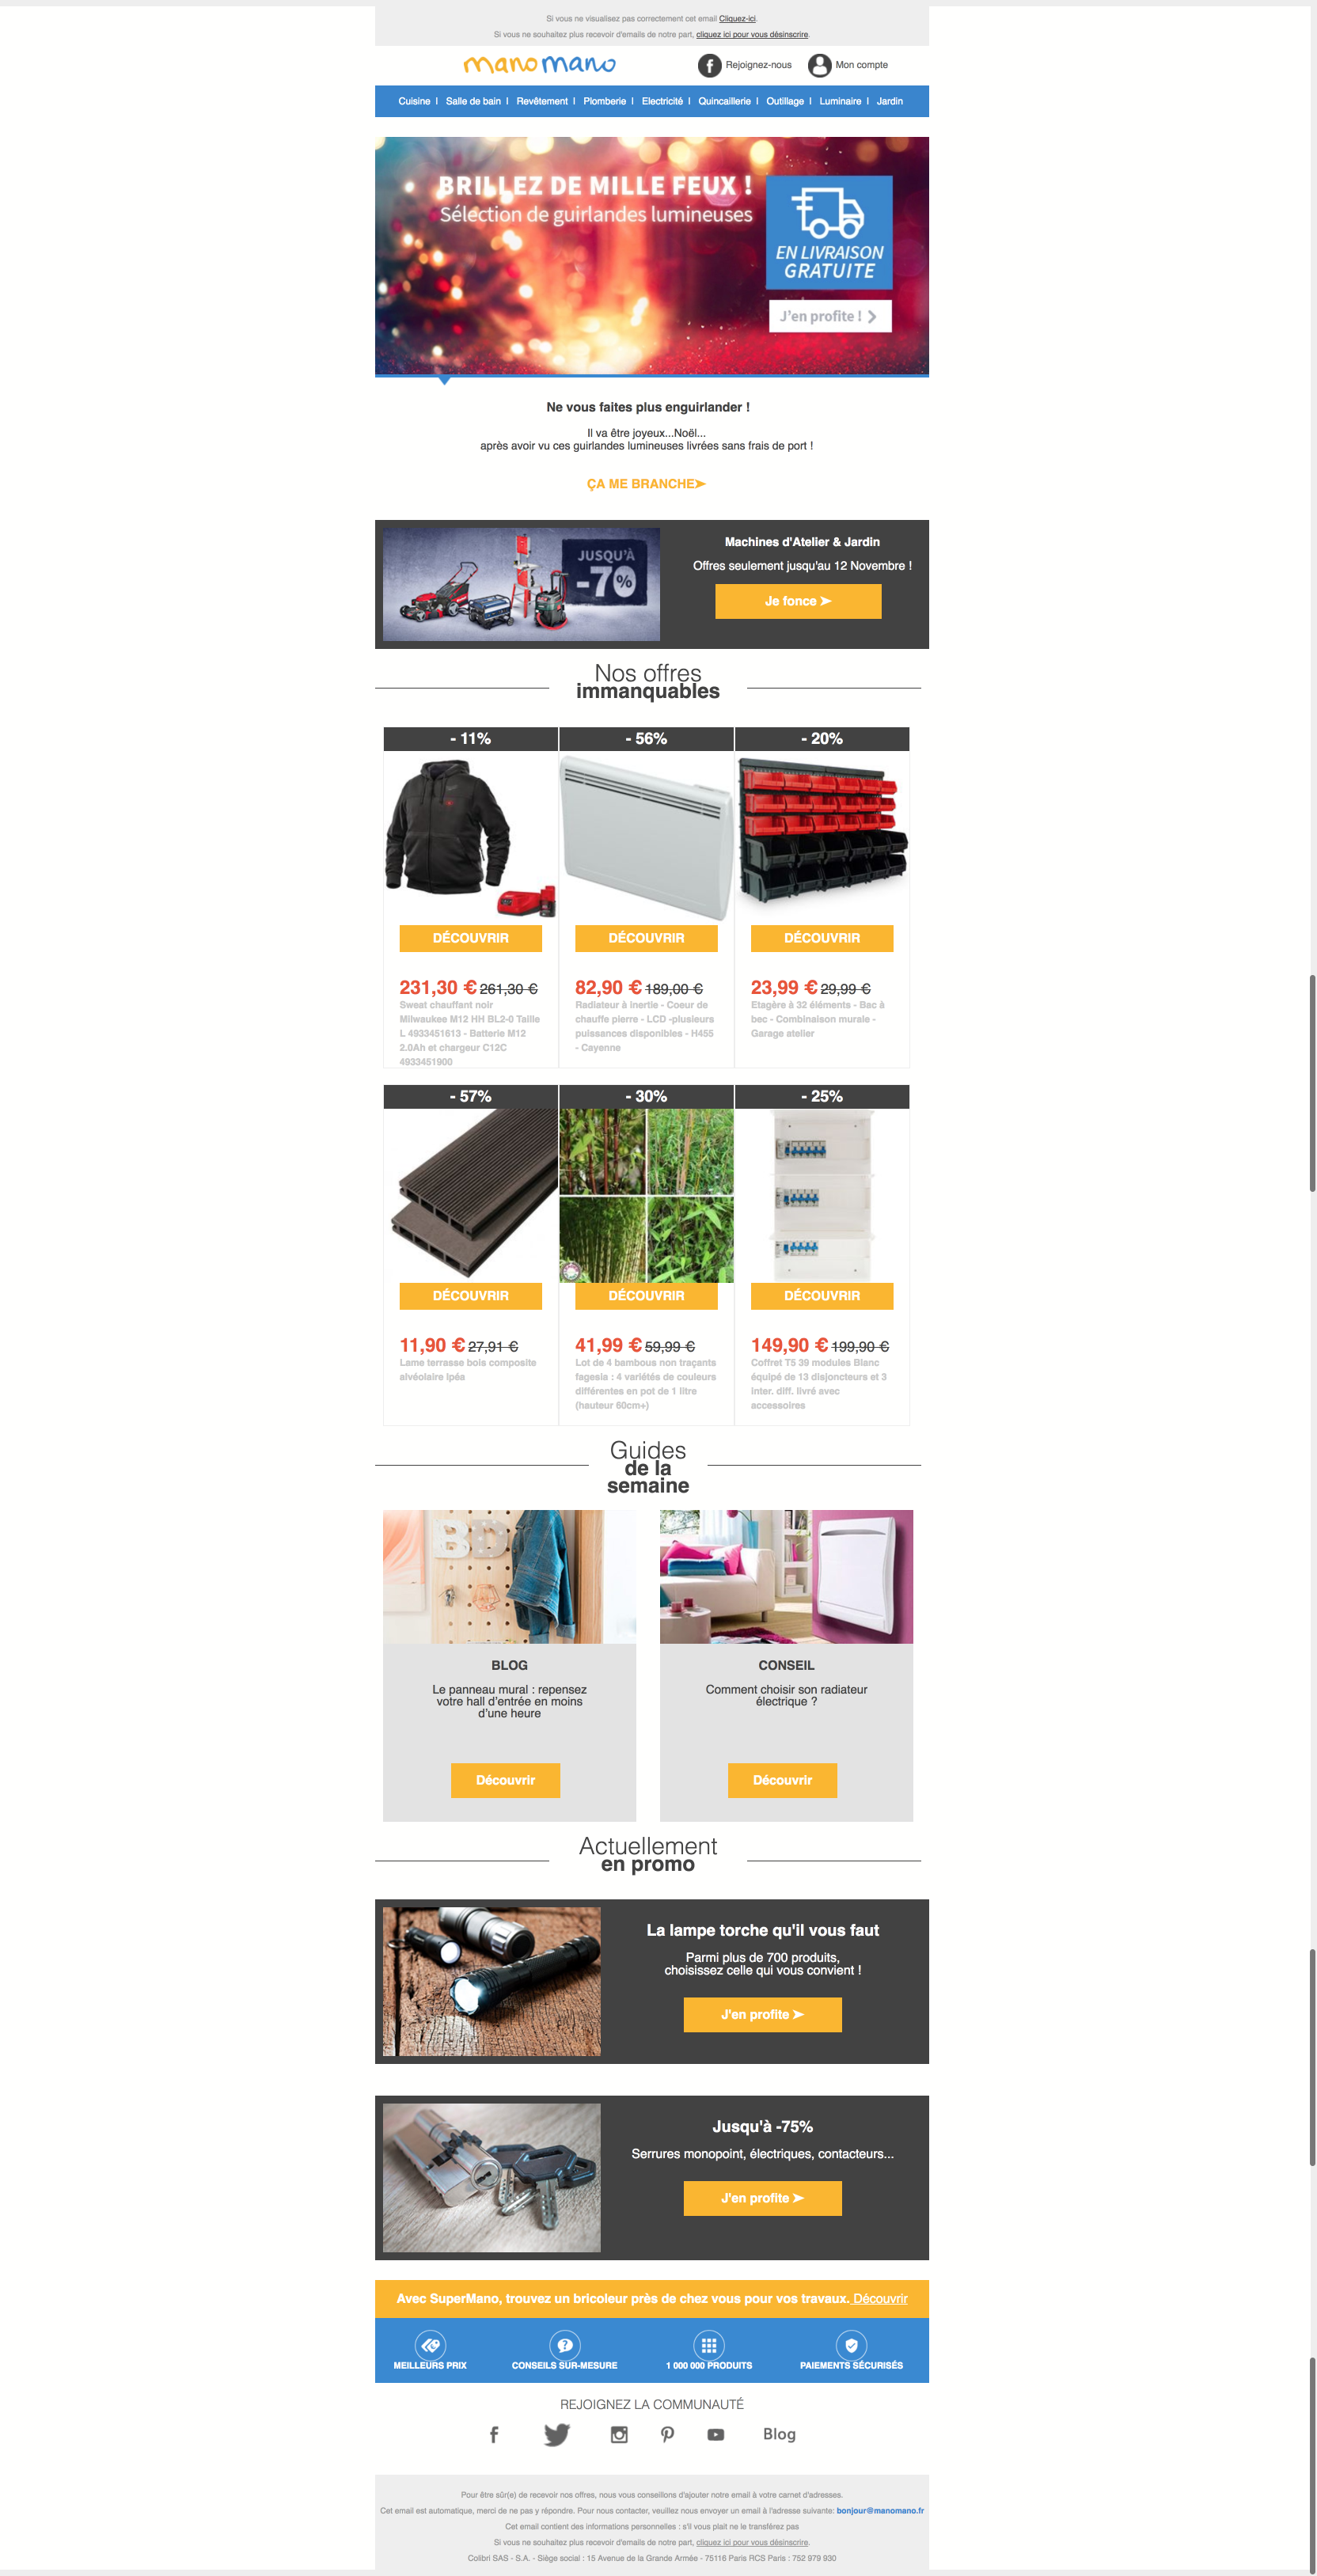 Si vous ne visualisez pas correctement cet email Cliquez-ici.
Si vous ne souhaitez plus recevoir d'emails de notre part, cliquez ici pour vous désinscrire.
manomano
Rejoignez-nous
Mon compte
Cuisine I Salle de bain I Revêtement I Plomberie I Electricité I Quincaillerie I Outillage I Luminaire I Jardin
BRILLEZ DE MILLE FEUX !
Sélection de guirlandes lumineuses
EN LIVRAISON
GRATUITE
J'en profite !
Ne vous faites plus enguirlander !
Il va être joyeux...Noël...
après avoir vu ces guirlandes lumineuses livrées sans frais de port !
ÇA ME BRANCHE➤
JUSQU'À
-70%
Machines d'Atelier & Jardin
Offres seulement jusqu'au 12 Novembre !
Je fonce ➤
Nos offres
immanquables
- 11%
- 56%
- 20%
DÉCOUVRIR
DÉCOUVRIR
DÉCOUVRIR
231,30 € 261,30 €
Sweat chauffant noir
Milwaukee M12 HH BL2-0 Taille
L 4933451613 - Batterie M12
2.0Ah et chargeur C12C
4933451900
82,90 € 189,00 €
Radiateur à inertie - Coeur de
chauffe pierre - LCD -plusieurs
puissances disponibles - H455
- Cayenne
23,99 € 29,99 €
Etagère à 32 éléments - Bac à
bec - Combinaison murale -
Garage atelier
- 57%
- 30%
- 25%
DÉCOUVRIR
DÉCOUVRIR
DÉCOUVRIR
11,90 € 27,91 €
Lame terrasse bois composite
alvéolaire Ipéa
41,99 € 59,99 €
Lot de 4 bambous non traçants
fagesia : 4 variétés de couleurs
différentes en pot de 1 litre
(hauteur 60cm+)
149,90 € 199,90 €
Coffret T5 39 modules Blanc
équipé de 13 disjoncteurs et 3
inter. diff. livré avec
accessoires
Guides
de la
semaine
BD
BLOG
Le panneau mural : repensez
votre hall d'entrée en moins
d'une heure
Découvrir
CONSEIL
Comment choisir son radiateur
électrique ?
Découvrir
Actuellement
en promo
La lampe torche qu'il vous faut
Parmi plus de 700 produits,
choisissez celle qui vous convient !
J'en profite ➤
Jusqu'à -75%
Serrures monopoint, électriques, contacteurs...
J'en profite ➤
Avec SuperMano, trouvez un bricoleur près de chez vous pour vos travaux. Découvrir
MEILLEURS PRIX
CONSEILS SUR-MESURE
1 000 000 PRODUITS
PAIEMENTS SÉCURISÉS
REJOIGNEZ LA COMMUNAUTÉ
Blog
Pour être sûr(e) de recevoir nos offres, nous vous conseillons d'ajouter notre email à votre carnet d'adresses.
Cet email est automatique, merci de ne pas y répondre. Pour nous contacter, veuillez nous envoyer un email à l'adresse suivante: bonjour@manomano.fr
Cet email contient des informations personnelles : s'il vous plait ne le transférez pas
Si vous ne souhaitez plus recevoir d'emails de notre part, cliquez ici pour vous désinscrire.
Colibri SAS - S.A. - Siège social : 15 Avenue de la Grande Armée - 75116 Paris RCS Paris : 752 979 930